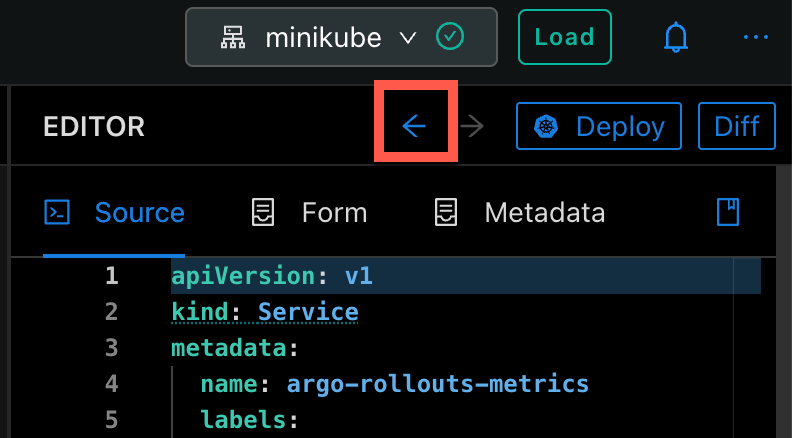 minikube Load
EDITOR Deploy Diff
Source Form Metadata
1 apiVersion: v1
2 kind: Service
3 metadata:
4 name: argo-rollouts-metrics
5 labels: